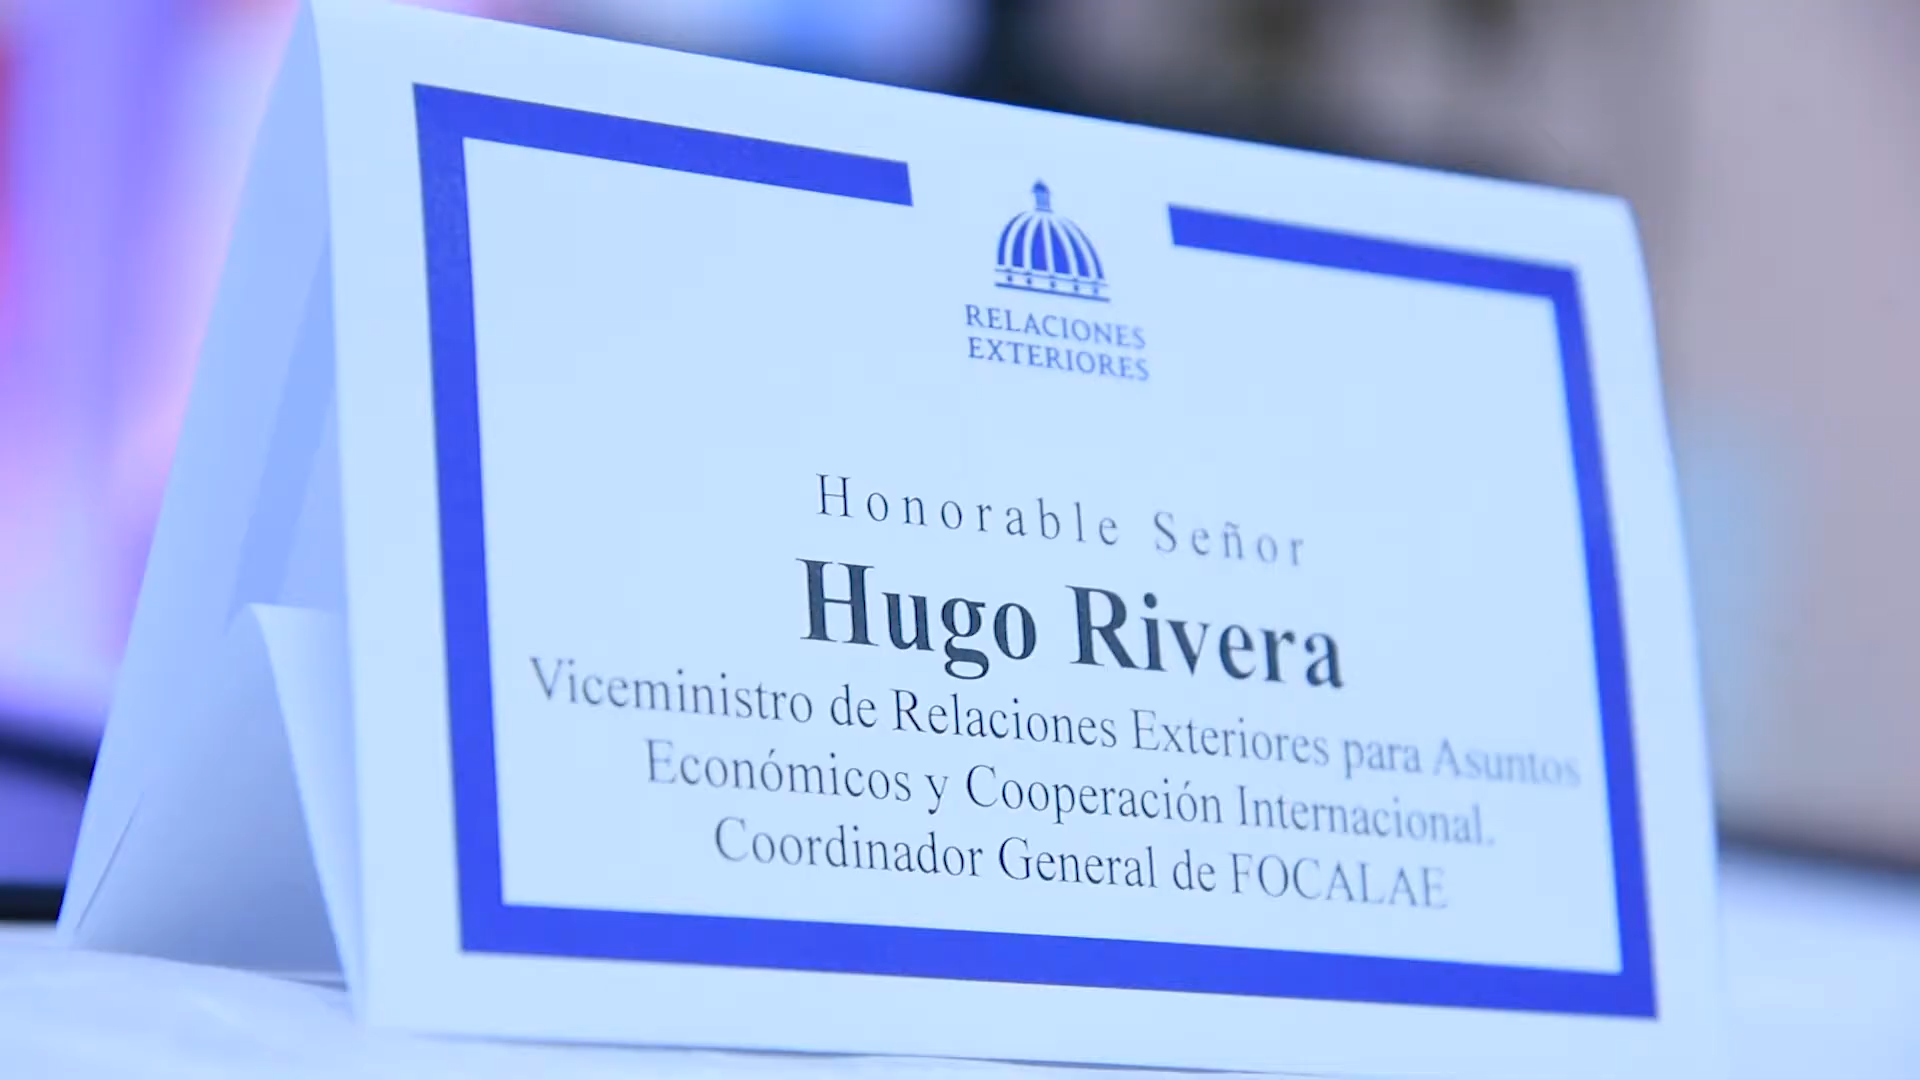 RELACIONES
EXTERIORES
Honorable Señor
Hugo Rivera
Viceministro de Relaciones Exteriores para Asuntos
Económicos y Cooperación Internacional.
Coordinador General de FOCALAE